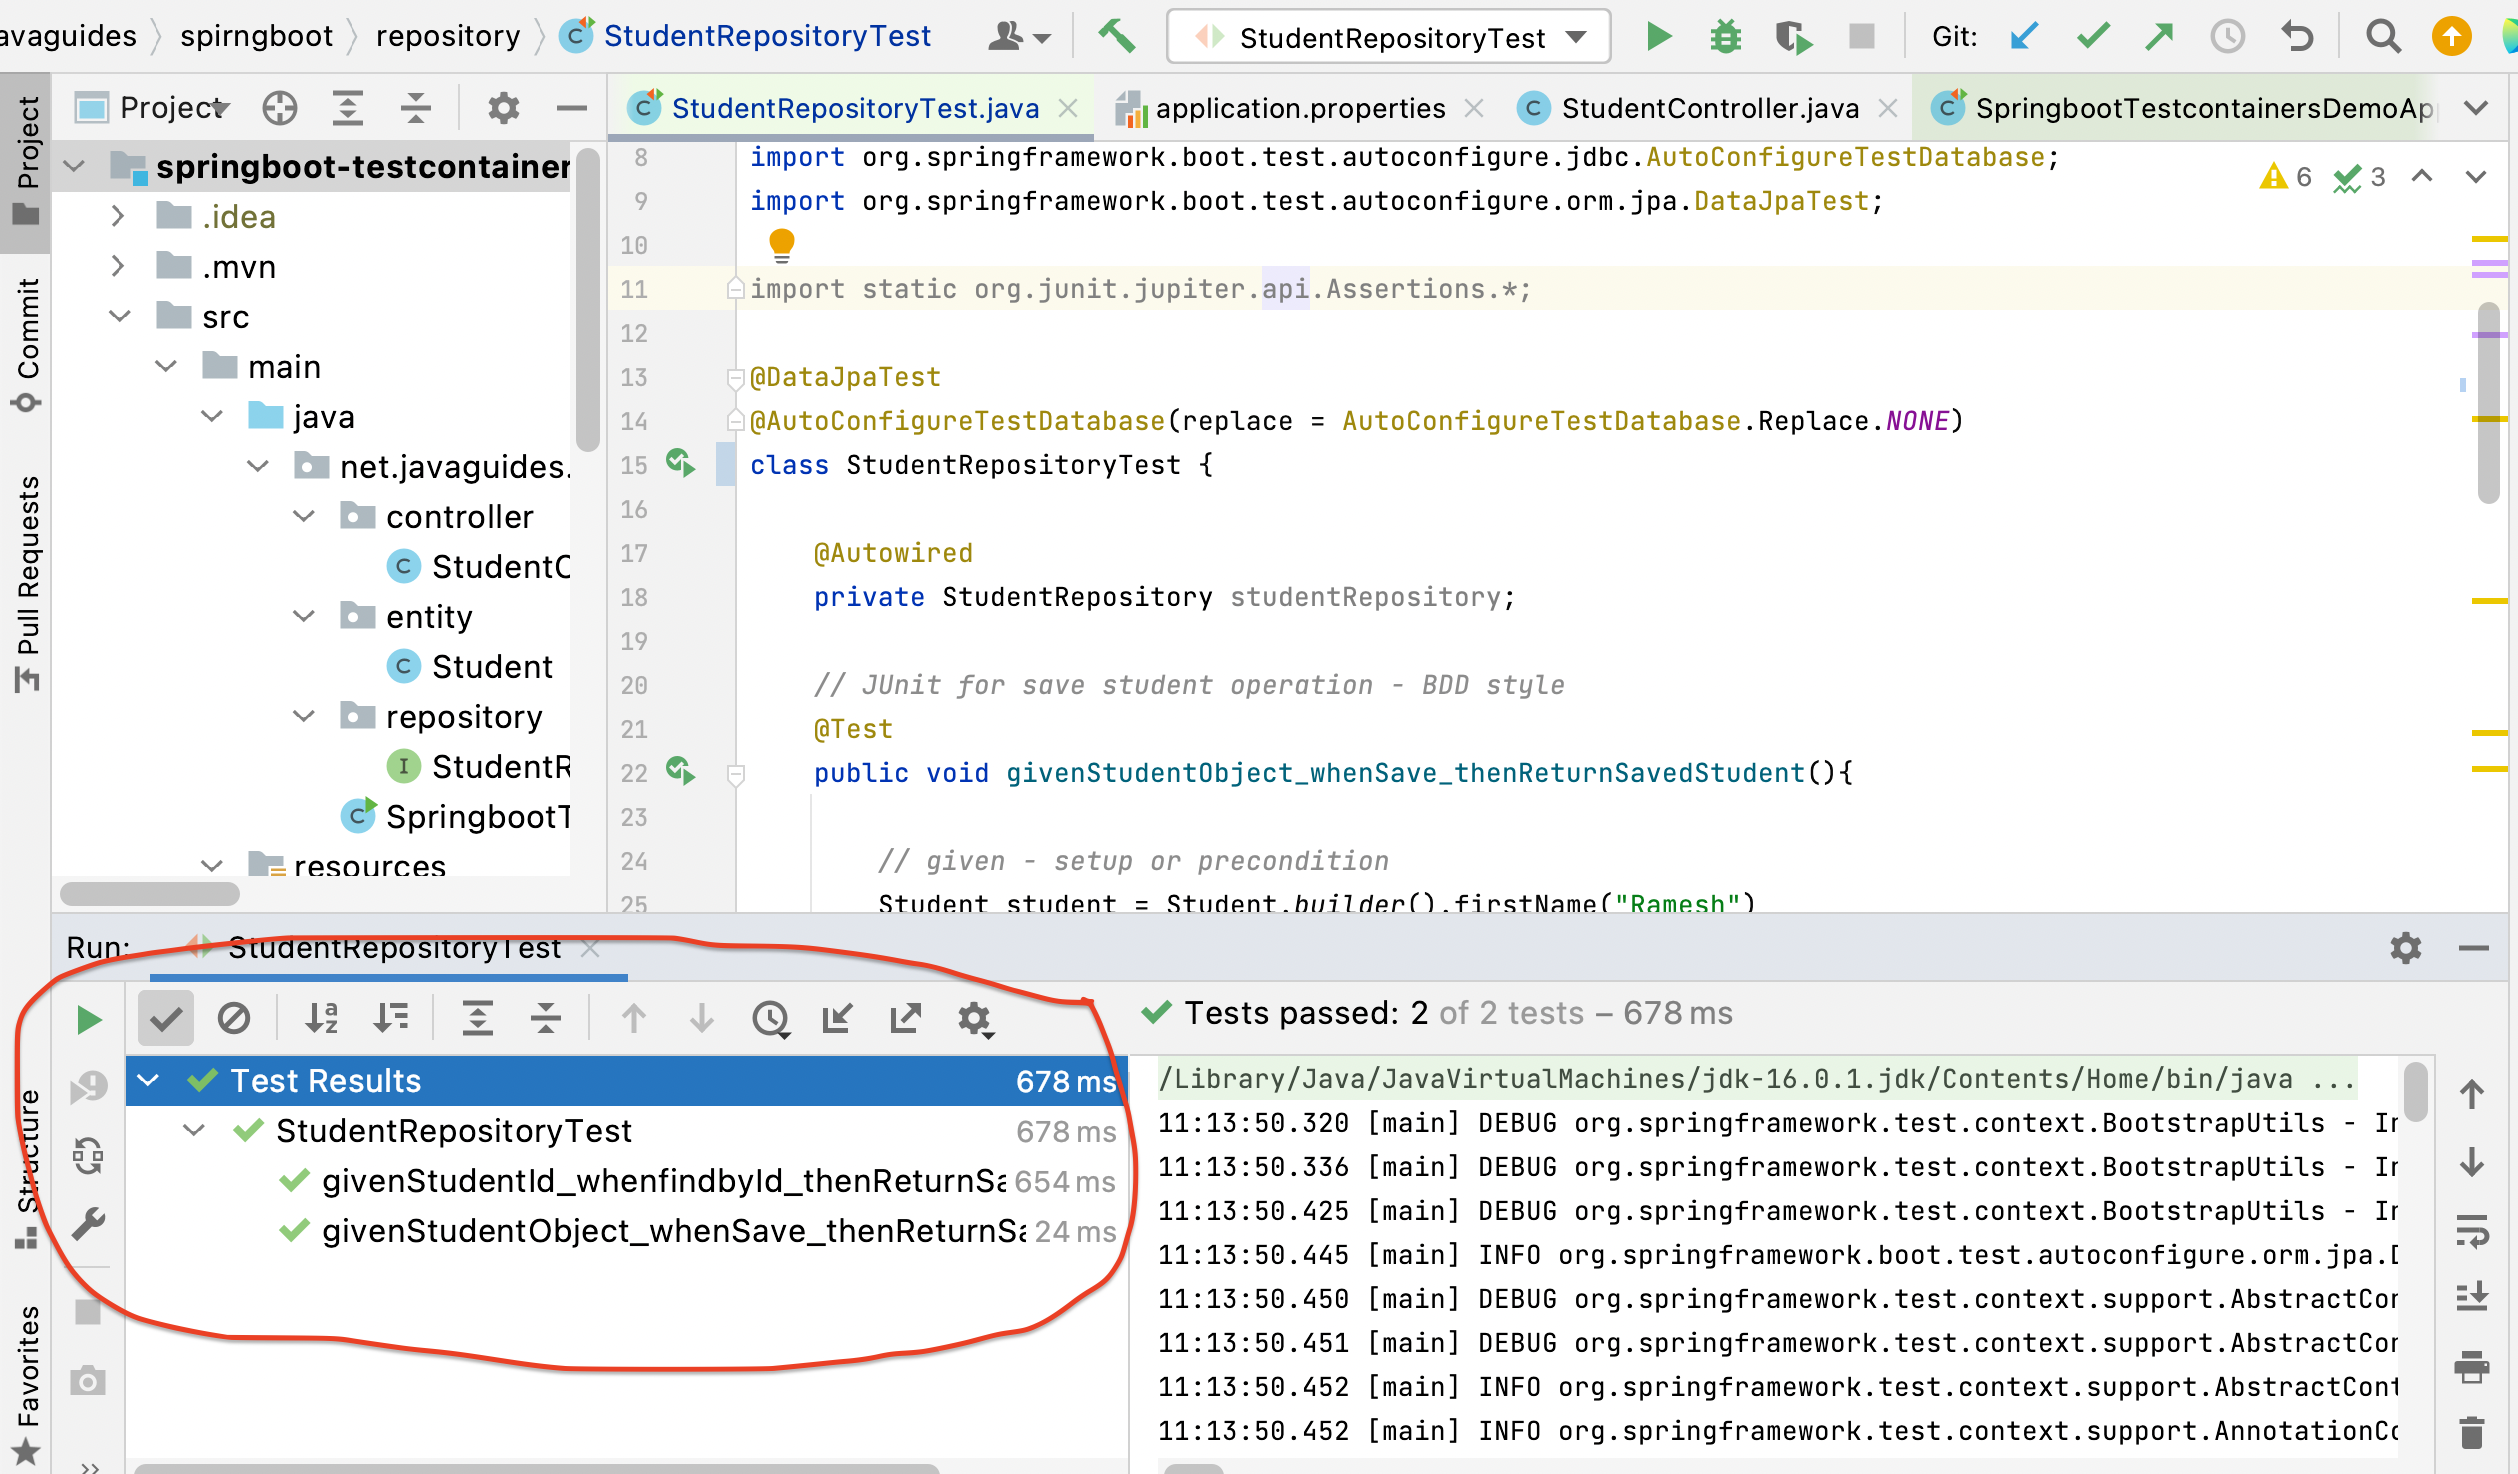 avaguides spirngboot repository StudentRepositoryTest StudentRepositoryTest Git:
Project
StudentRepositoryTest.java application.properties StudentController.java SpringbootTestcontainersDemoAp
Project
Commit
Pull Requests
Structure
Favorites
springboot-testcontainer
.idea
.mvn
src
main
java
net.javaguides.
controller
StudentC
entity
Student
repository
StudentR
SpringbootT
resources
6 3
8 import org.springframework.boot.test.autoconfigure.jdbc.AutoConfigureTestDatabase;
9 import org.springframework.boot.test.autoconfigure.orm.jpa.DataJpaTest;
10
11 import static org.junit.jupiter.api.Assertions.*;
12
13 @DataJpaTest
14 @AutoConfigureTestDatabase(replace = AutoConfigureTestDatabase.Replace.NONE)
15 class StudentRepositoryTest {
16
17 @Autowired
18 private StudentRepository studentRepository;
19
20 // JUnit for save student operation - BDD style
21 @Test
22 public void givenStudentObject_whenSave_thenReturnSavedStudent(){
23
24 // given - setup or precondition
25 Student student = Student.builder().firstName("Ramesh")
Run: StudentRepositoryTest
Tests passed: 2 of 2 tests – 678 ms
Test Results 678 ms
StudentRepositoryTest 678 ms
givenStudentId_whenfindbyId_thenReturnSa 654 ms
givenStudentObject_whenSave_thenReturnSa 24 ms
/Library/Java/JavaVirtualMachines/jdk-16.0.1.jdk/Contents/Home/bin/java ...
11:13:50.320 [main] DEBUG org.springframework.test.context.BootstrapUtils - In
11:13:50.336 [main] DEBUG org.springframework.test.context.BootstrapUtils - In
11:13:50.425 [main] DEBUG org.springframework.test.context.BootstrapUtils - In
11:13:50.445 [main] INFO org.springframework.boot.test.autoconfigure.orm.jpa.D
11:13:50.450 [main] DEBUG org.springframework.test.context.support.AbstractCon
11:13:50.451 [main] DEBUG org.springframework.test.context.support.AbstractCon
11:13:50.452 [main] INFO org.springframework.test.context.support.AbstractCont
11:13:50.452 [main] INFO org.springframework.test.context.support.AnnotationCo